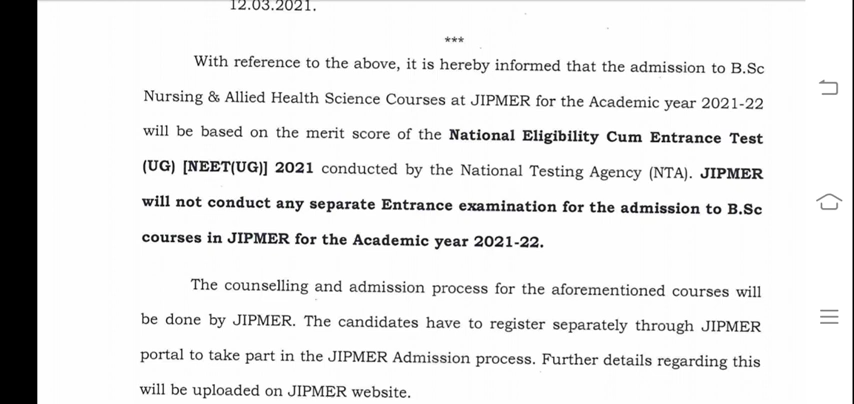 12.03.2021.
***
With reference to the above, it is hereby informed that the admission to B.Sc
Nursing & Allied Health Science Courses at JIPMER for the Academic year 2021-22
will be based on the merit score of the National Eligibility Cum Entrance Test
(UG) [NEET(UG)] 2021 conducted by the National Testing Agency (NTA). JIPMER
will not conduct any separate Entrance examination for the admission to B.Sc
courses in JIPMER for the Academic year 2021-22.
The counselling and admission process for the aforementioned courses will
be done by JIPMER. The candidates have to register separately through JIPMER
portal to take part in the JIPMER Admission process. Further details regarding this
will be uploaded on JIPMER website.